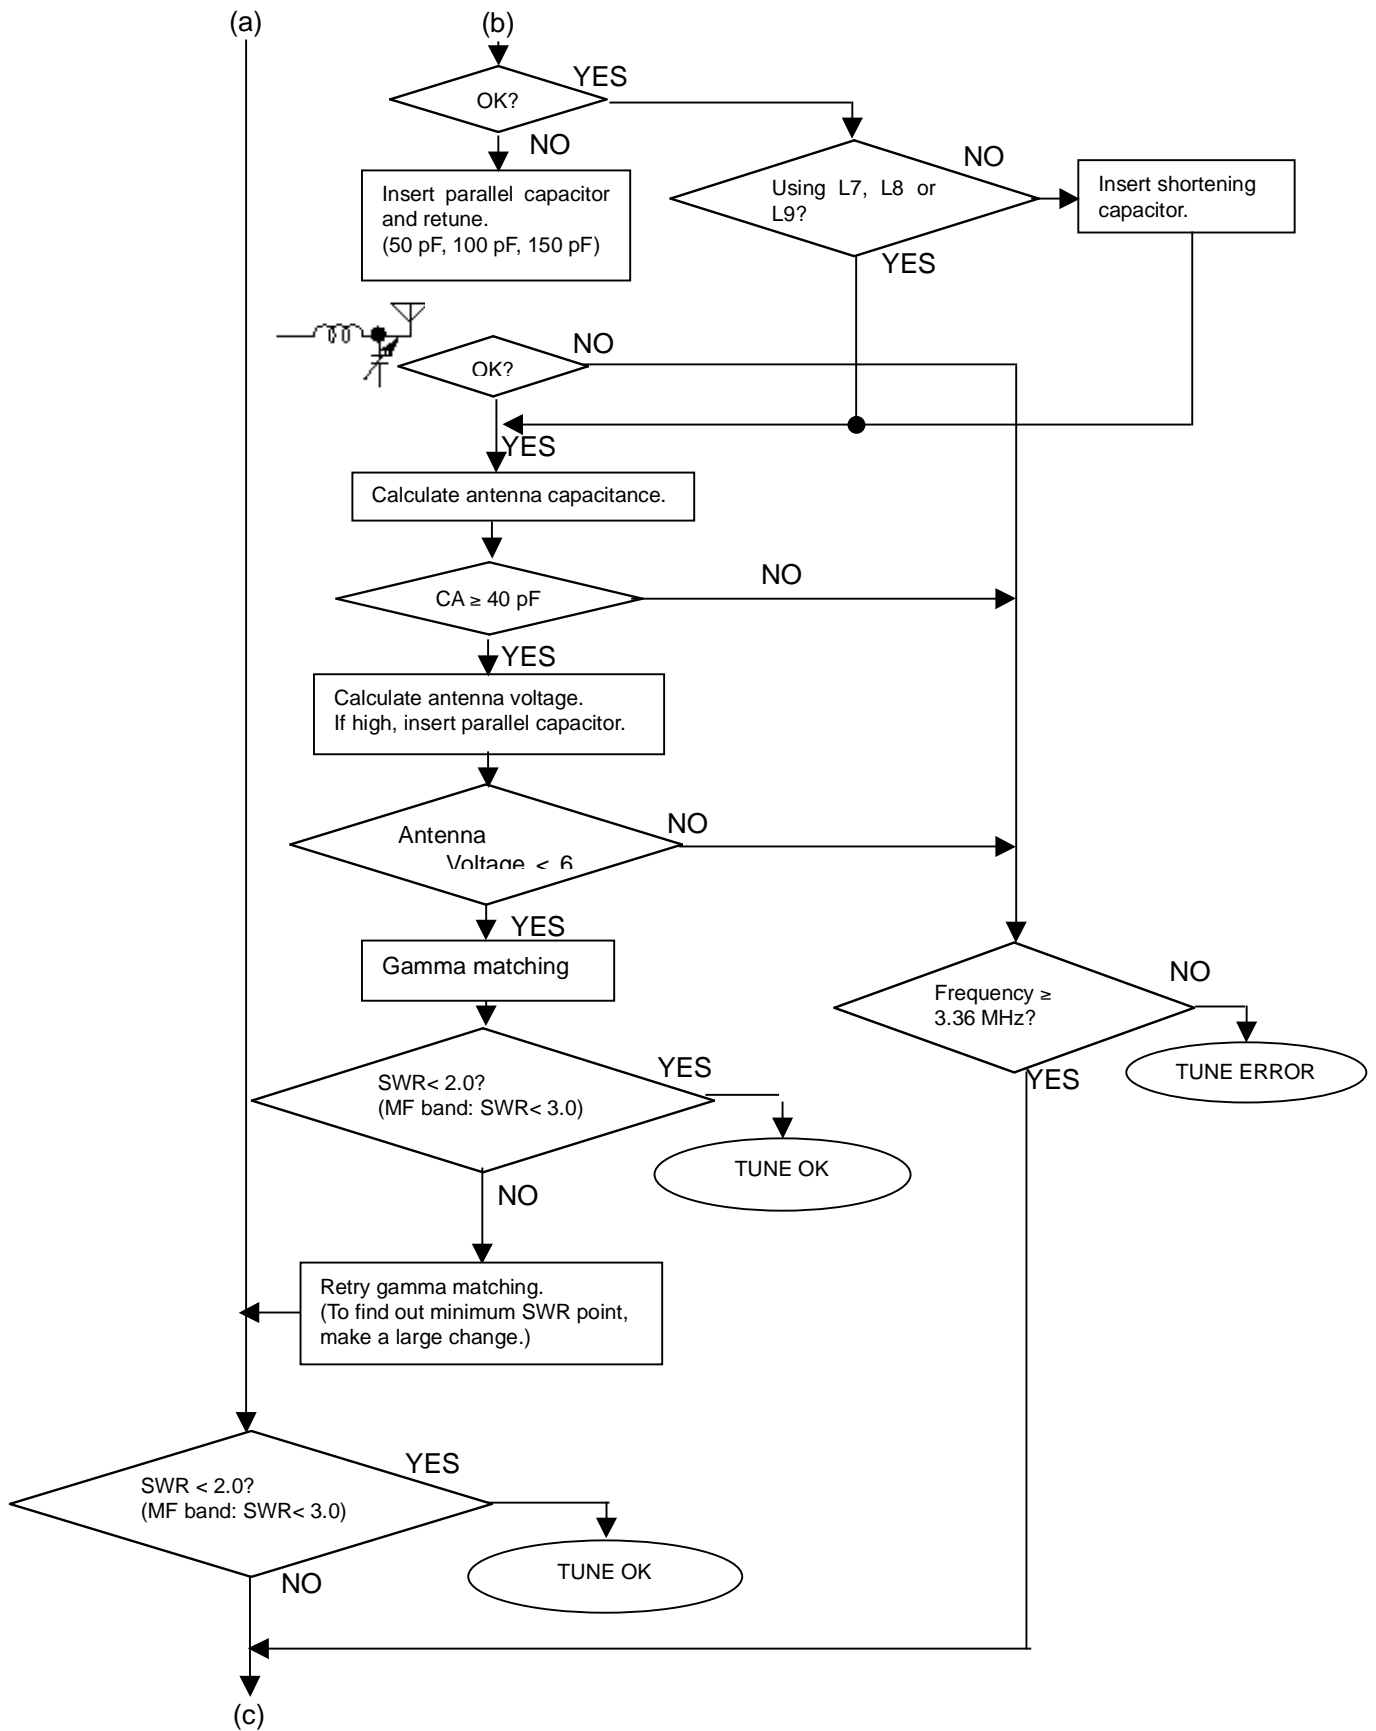 (a)
(b)
YES
OK?
NO
NO
Insert parallel capacitor
and retune.
(50 pF, 100 pF, 150 pF)
Using L7, L8 or
L9?
Insert shortening
capacitor.
YES
NO
OK?
YES
Calculate antenna capacitance.
NO
CA ≥ 40 pF
YES
Calculate antenna voltage.
If high, insert parallel capacitor.
NO
Antenna
Voltage < 6
YES
Gamma matching
NO
Frequency ≥
3.36 MHz?
YES
TUNE ERROR
YES
SWR< 2.0?
(MF band: SWR< 3.0)
TUNE OK
NO
Retry gamma matching.
(To find out minimum SWR point,
make a large change.)
YES
SWR < 2.0?
(MF band: SWR< 3.0)
TUNE OK
NO
(c)